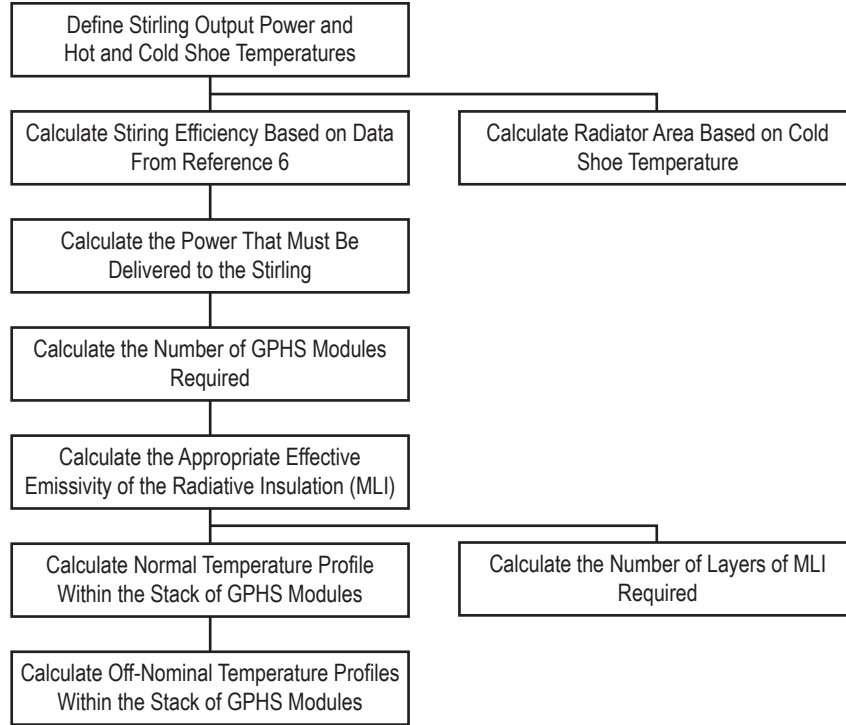 Define Stirling Output Power and
Hot and Cold Shoe Temperatures
Calculate Stiring Efficiency Based on Data
From Reference 6
Calculate Radiator Area Based on Cold
Shoe Temperature
Calculate the Power That Must Be
Delivered to the Stirling
Calculate the Number of GPHS Modules
Required
Calculate the Appropriate Effective
Emissivity of the Radiative Insulation (MLI)
Calculate Normal Temperature Profile
Within the Stack of GPHS Modules
Calculate the Number of Layers of MLI
Required
Calculate Off-Nominal Temperature Profiles
Within the Stack of GPHS Modules